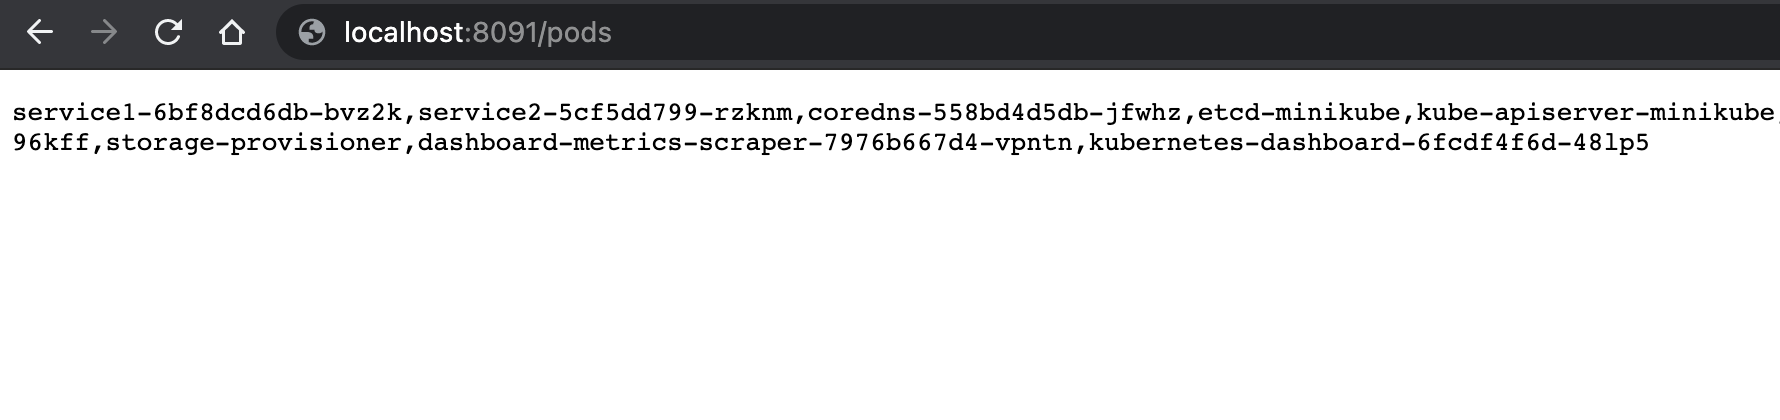 localhost:8091/pods
service1-6bf8dcd6db-bvz2k,service2-5cf5dd799-rzknm,coredns-558bd4d5db-jfwhz,etcd-minikube,kube-apiserver-minikube,
96kff,storage-provisioner,dashboard-metrics-scraper-7976b667d4-vpntn,kubernetes-dashboard-6fcdf4f6d-48lp5